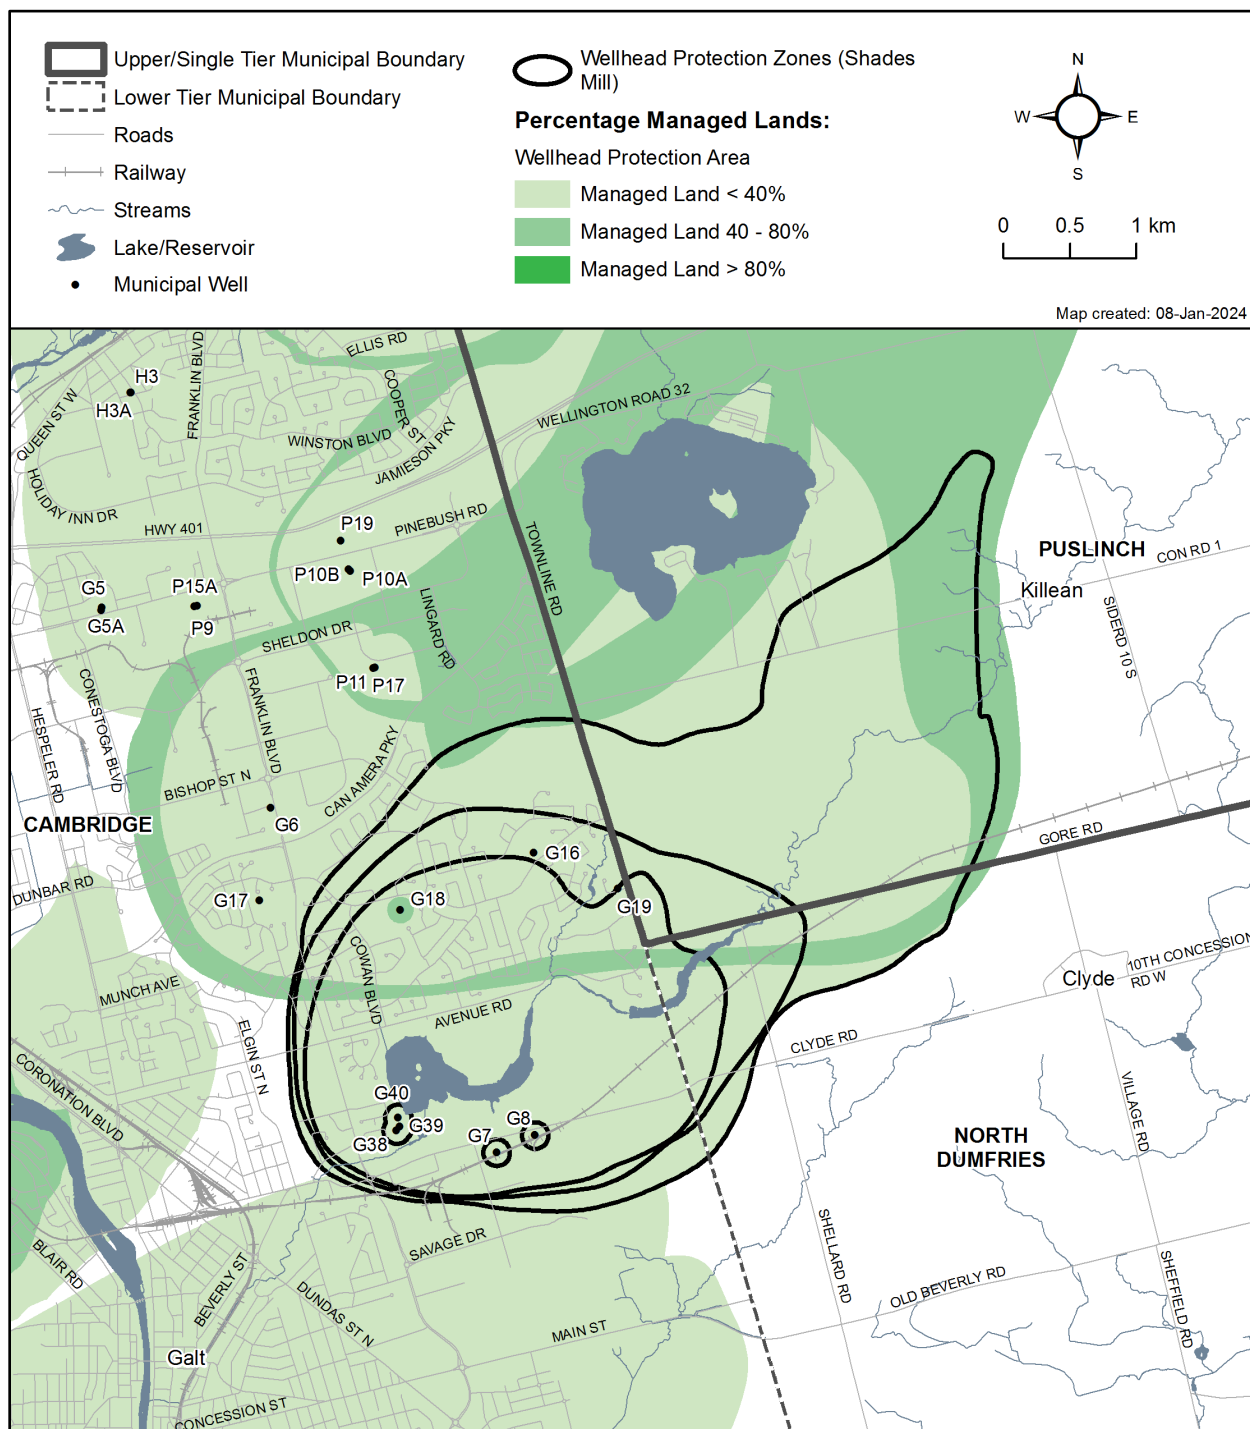 Upper/Single Tier Municipal Boundary
Lower Tier Municipal Boundary
Roads
Railway
Streams
Lake/Reservoir
Municipal Well
Wellhead Protection Zones (Shades
Mill)
Percentage Managed Lands:
Wellhead Protection Area
Managed Land < 40%
Managed Land 40 - 80%
Managed Land > 80%
N
W
E
S
0 0.5 1 km
Map created: 08-Jan-2024
ELLIS RD
FRANKLIN BLVD
H3
H3A
QUEEN ST W
COOPER ST
WELLINGTON ROAD 32
WINSTON BLVD
JAMIESON PKY
HOLIDAY INN DR
HWY 401
PINEBUSH RD
P19
TOWNLINE RD
PUSLINCH
CON RD 1
Killean
P10B
P10A
G5
G5A
P15A
P9
LINGARD RD
SIDERD 10 S
SHELDON DR
P11
P17
CONESTOGA BLVD
FRANKLIN BLVD
HESPELER RD
BISHOP ST N
CAN AMERA PKY
CAMBRIDGE
G6
GORE RD
G16
DUNBAR RD
G17
G18
G19
COWAN BLVD
10TH CONCESSION
RD W
Clyde
MUNCH AVE
AVENUE RD
ELGIN ST N
CLYDE RD
CORONATION BLVD
G40
G39
G38
G7
G8
VILLAGE RD
NORTH
DUMFRIES
SAVAGE DR
SHELLARD RD
BLAIR RD
BEVERLY ST
DUNDAS ST N
OLD BEVERLY RD
SHEFFIELD RD
MAIN ST
Galt
CONCESSION ST